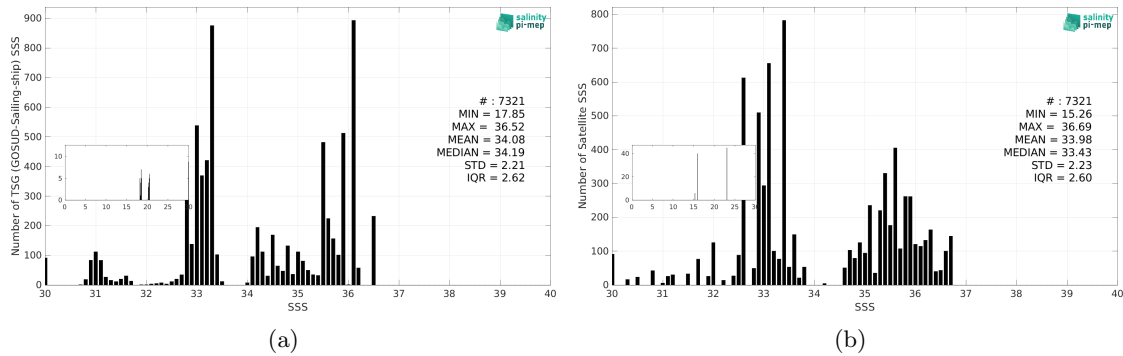 salinity
pi-mep
Number of TSG (GOSUD-Sailing-ship) SSS
900
800
700
600
500
400
300
200
100
0
# : 7321
MIN = 17.85
MAX = 36.52
MEAN = 34.08
MEDIAN = 34.19
STD = 2.21
IQR = 2.62
10
5
0
0 5 10 15 20 25 30
30 31 32 33 34 35 36 37 38 39 40
SSS
(a)
salinity
pi-mep
Number of Satellite SSS
800
700
600
500
400
300
200
100
0
# : 7321
MIN = 15.26
MAX = 36.69
MEAN = 33.98
MEDIAN = 33.43
STD = 2.23
IQR = 2.60
40
20
0
0 5 10 15 20 25 30
30 31 32 33 34 35 36 37 38 39 40
SSS
(b)